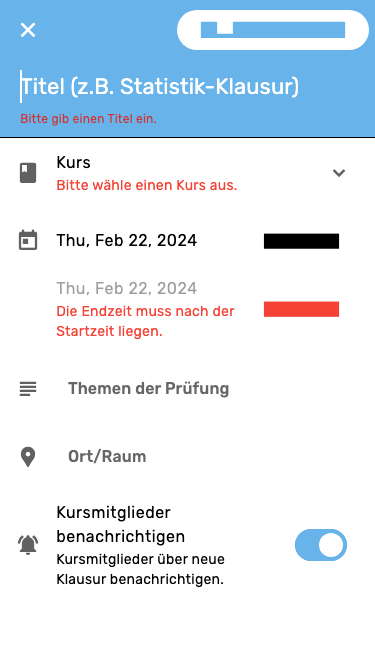 Titel (z.B. Statistik-Klausur)
Bitte gib einen Titel ein.
Kurs
Bitte wähle einen Kurs aus.
Thu, Feb 22, 2024
Thu, Feb 22, 2024
Die Endzeit muss nach der
Startzeit liegen.
Themen der Prüfung
Ort/Raum
Kursmitglieder
benachrichtigen
Kursmitglieder über neue
Klausur benachrichtigen.